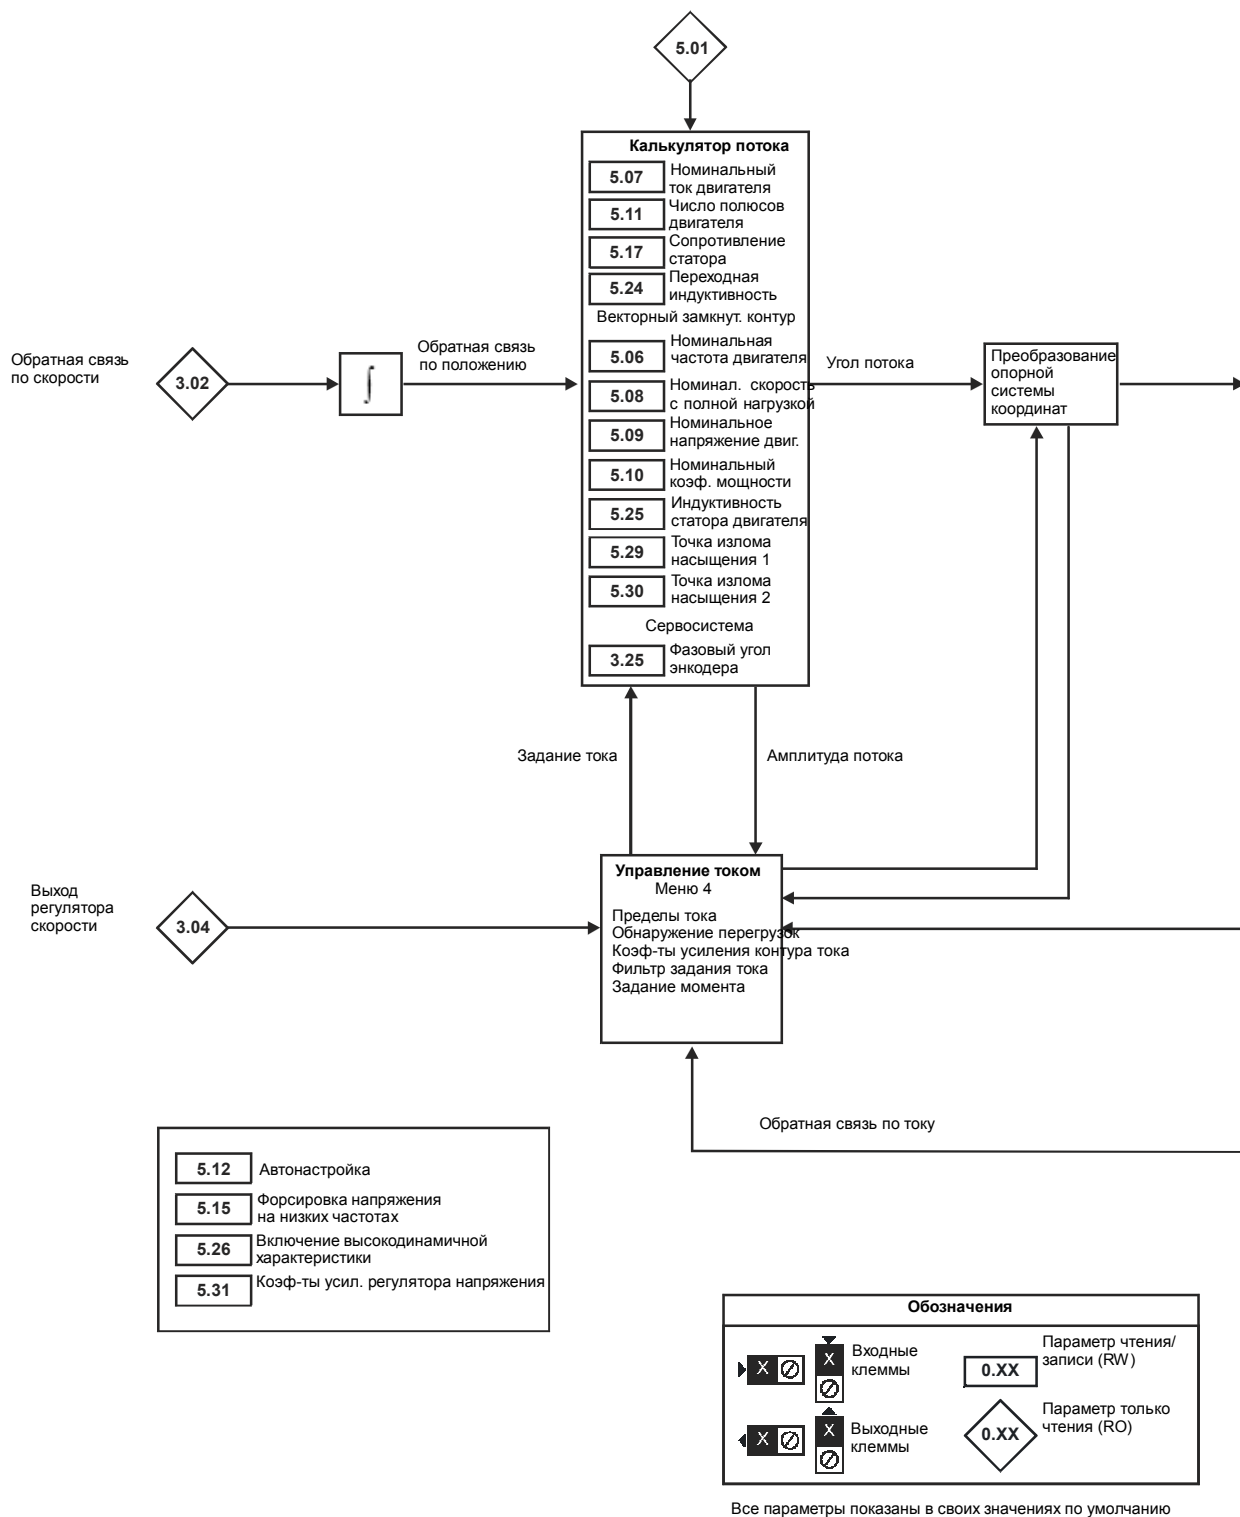 5.01
Калькулятор потока
5.07
Номинальный
ток двигателя
5.11
Число полюсов
двигателя
5.17
Сопротивление
статора
5.24
Переходная
индуктивность
Векторный замкнут. контур
5.06
Номинальная
частота двигателя
5.08
Номинал. скорость
с полной нагрузкой
5.09
Номинальное
напряжение двиг.
5.10
Номинальный
коэф. мощности
5.25
Индуктивность
статора двигателя
5.29
Точка излома
насыщения 1
5.30
Точка излома
насыщения 2
Сервосистема
3.25
Фазовый угол
энкодера
Обратная связь
по скорости
3.02
∫
Обратная связь
по положению
Угол потока
Преобразование
опорной
системы
координат
Задание тока
Амплитуда потока
Выход
регулятора
скорости
3.04
Управление током
Меню 4
Пределы тока
Обнаружение перегрузок
Коэф-ты усиления контура тока
Фильтр задания тока
Задание момента
Обратная связь по току
5.12
Автонастройка
5.15
Форсировка напряжения
на низких частотах
5.26
Включение высокодинамичной
характеристики
5.31
Коэф-ты усил. регулятора напряжения
Обозначения
X
X
Входные
клеммы
0.XX
Параметр чтения/
записи (RW)
X
X
Выходные
клеммы
0.XX
Параметр только
чтения (RO)
Все параметры показаны в своих значениях по умолчанию